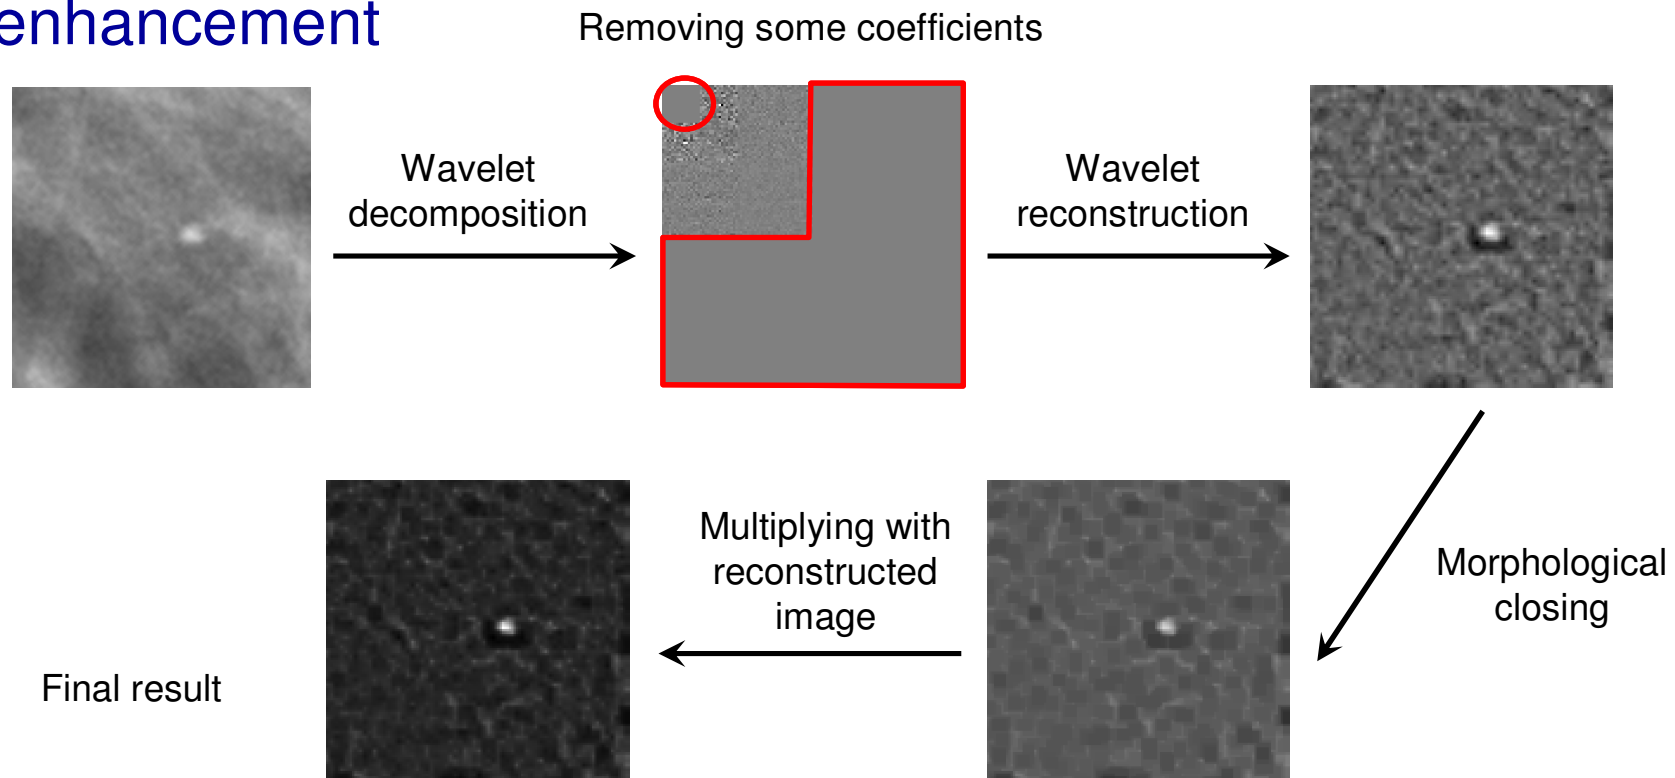 enhancement
Removing some coefficients
Wavelet
decomposition
Wavelet
reconstruction
Multiplying with
reconstructed
image
Morphological
closing
Final result